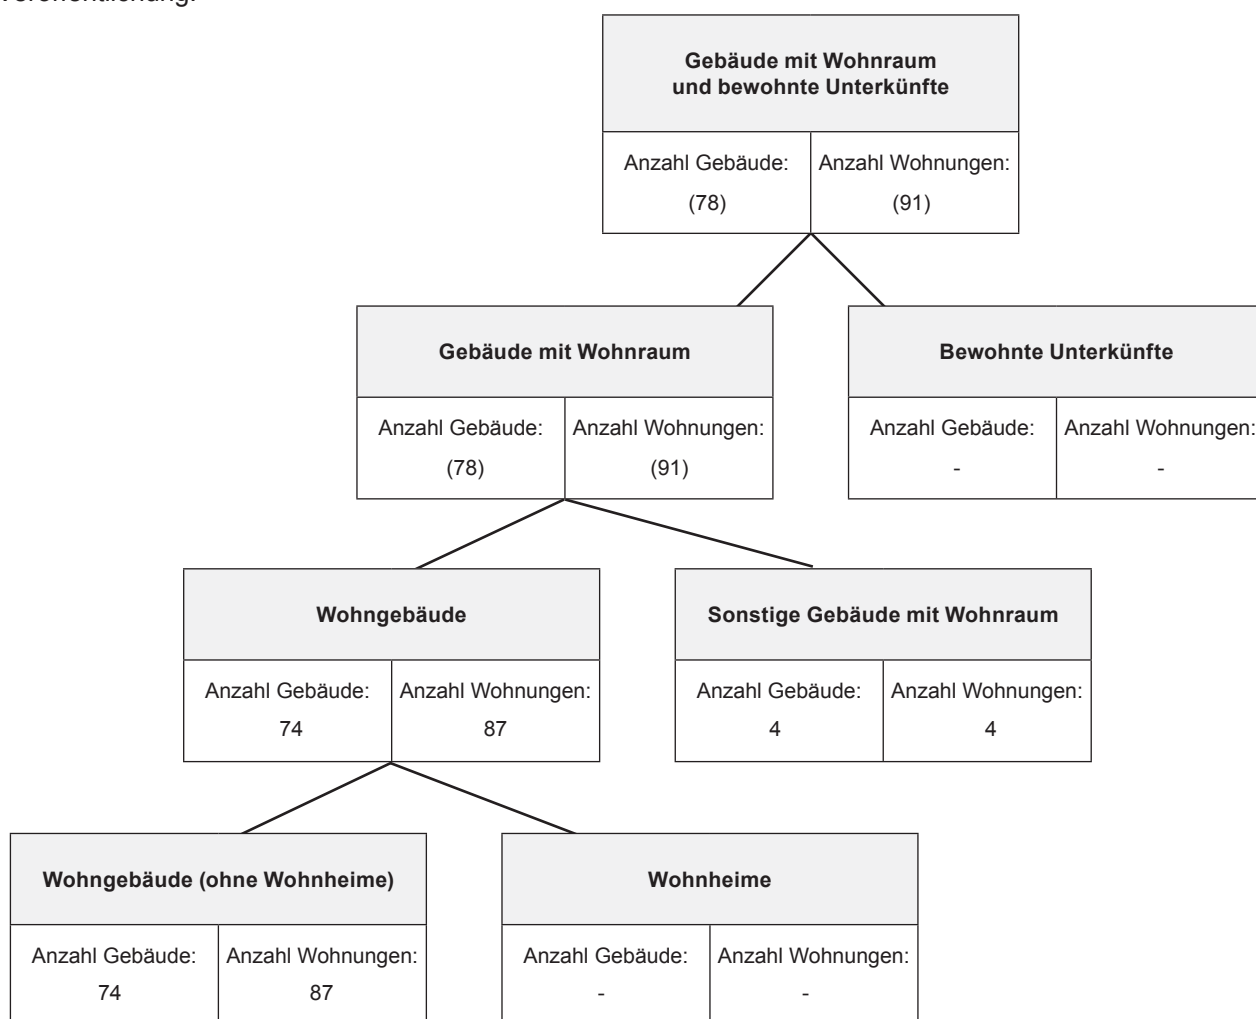 Gebäude mit Wohnraum
und bewohnte Unterkünfte
Anzahl Gebäude: Anzahl Wohnungen:
(78) (91)
Gebäude mit Wohnraum Bewohnte Unterkünfte
Anzahl Gebäude: Anzahl Wohnungen: Anzahl Gebäude: Anzahl Wohnungen:
(78) (91) - -
Wohngebäude Sonstige Gebäude mit Wohnraum
Anzahl Gebäude: Anzahl Wohnungen: Anzahl Gebäude: Anzahl Wohnungen:
74 87 4 4
Wohngebäude (ohne Wohnheime) Wohnheime
Anzahl Gebäude: Anzahl Wohnungen: Anzahl Gebäude: Anzahl Wohnungen:
74 87 - -